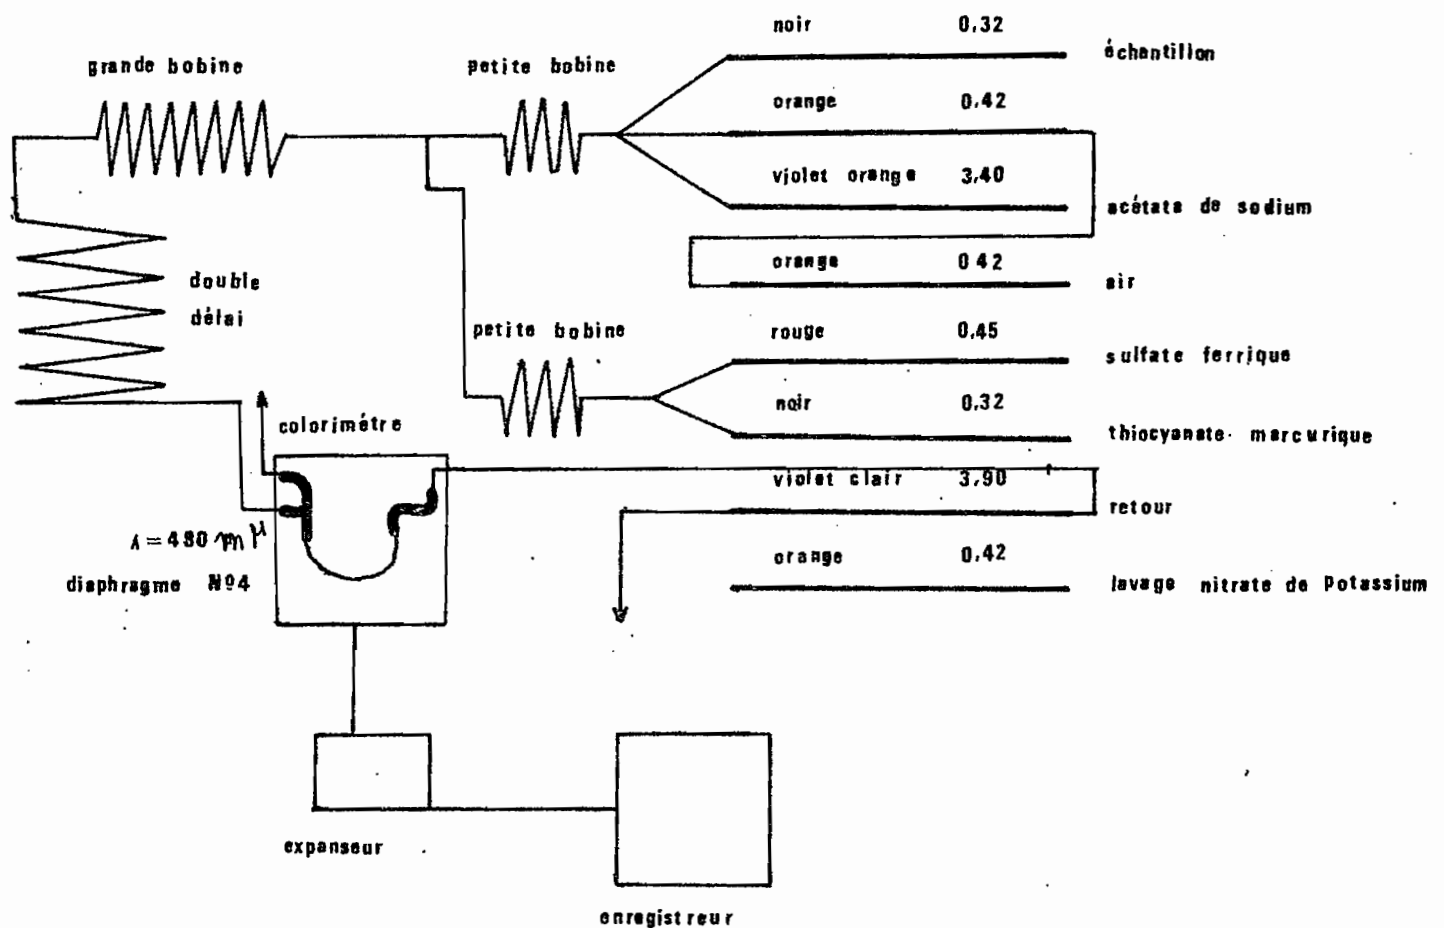 noir 0,32
échantillon
grande bobine
petite bobine
orange 0,42
violet orange 3,40
acétate de sodium
orange 0 42
air
double
délai
petite bobine
rouge 0,45
sulfate ferrique
noir 0,32
thiocyanate marcurique
colorimétre
violet clair 3,90
retour
λ = 480 mμ
diaphragme Nº4
orange 0,42
lavage nitrate de Potassium
expanseur
enregistreur